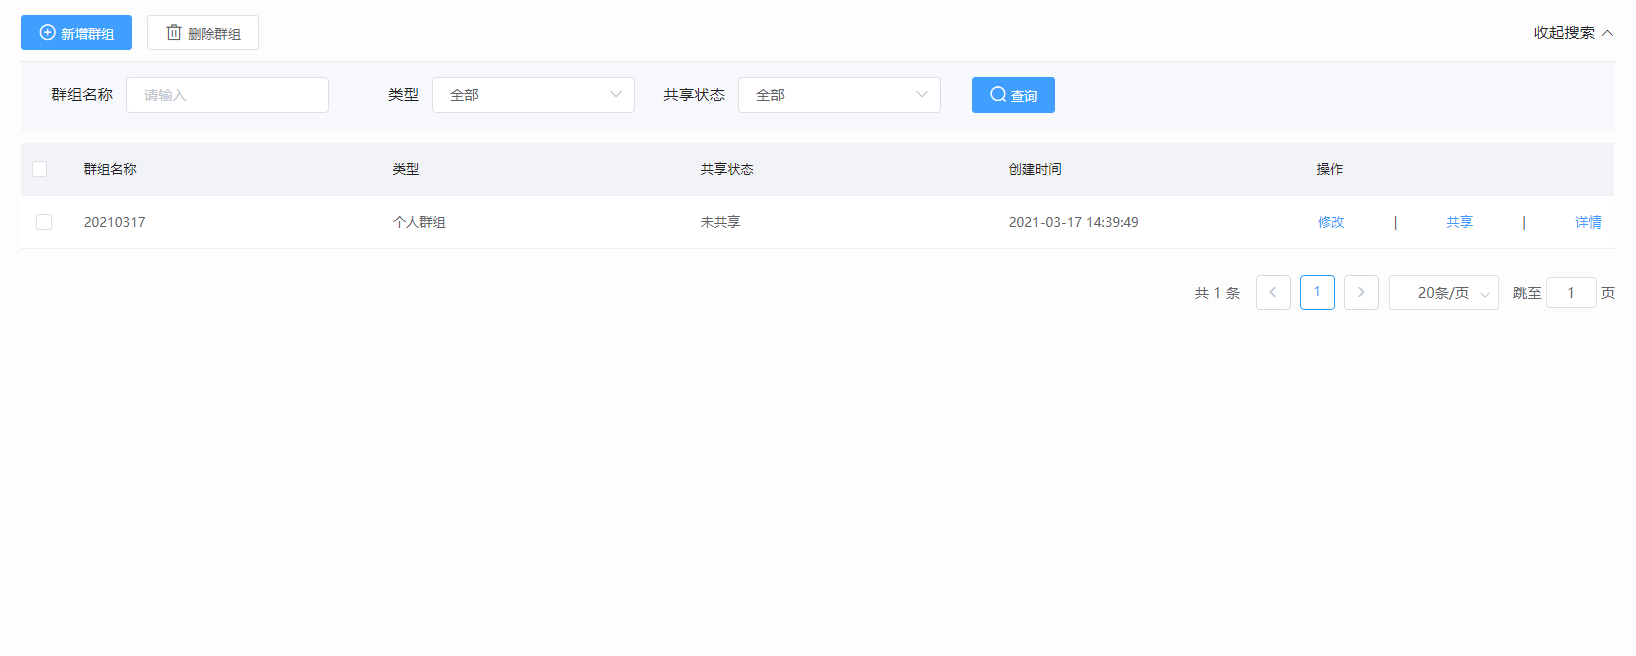 新增群组 删除群组 收起搜索
群组名称 请输入 类型 全部 共享状态 全部 查询
群组名称 类型 共享状态 创建时间 操作
20210317 个人群组 未共享 2021-03-17 14:39:49 修改 | 共享 | 详情
共 1 条 1 20条/页 跳至 1 页